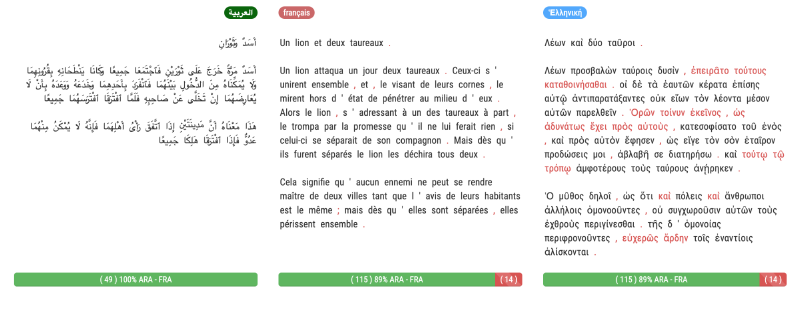 العربية
أَسَدٌ وَثَوْرَانِ
أَسَدٌ مَرَّةً خَرَجَ عَلَى ثَوْرَيْنِ فَاجْتَمَعَا جَمِيعًا وَكَانَا يَنْطَحَانِهِ بِقُرُونِهِمَا
وَلَا يُمَكِّنَاهُ مِنَ الدُّخُولِ بَيْنَهُمَا فَانْفَرَدَ بِأَحَدِهِمَا وَخَدَعَهُ وَوَعَدَهُ بِأَنْ لَا
يُعَارِضَهُمَا إِنْ تَخَلَّى عَنْ صَاحِبِهِ فَلَمَّا افْتَرَقَا افْتَرَسَهُمَا جَمِيعًا
هَذَا مَعْنَاهُ أَنَّ مَدِينَتَيْنِ إِذَا اتَّفَقَ رَأْيُ أَهْلِهِمَا فَإِنَّهُ لَا يُمَكَّنُ مِنْهُمَا
عَدُوٌّ فَإِذَا افْتَرَقَا هَلَكَا جَمِيعًا
( 49 ) 100% ARA - FRA
français
Un lion et deux taureaux .
Un lion attaqua un jour deux taureaux . Ceux-ci s '
unirent ensemble , et , le visant de leurs cornes , le
mirent hors d ' état de pénétrer au milieu d ' eux .
Alors le lion , s ' adressant à un des taureaux à part ,
le trompa par la promesse qu ' il ne lui ferait rien , si
celui-ci se séparait de son compagnon . Mais dès qu '
ils furent séparés le lion les déchira tous deux .
Cela signifie qu ' aucun ennemi ne peut se rendre
maître de deux villes tant que l ' avis de leurs habitants
est le même ; mais dès qu ' elles sont séparées , elles
périssent ensemble .
( 115 ) 89% ARA - FRA ( 14 )
Ἑλληνική
Λέων καὶ δύο ταῦροι .
Λέων προσβαλὼν ταύροις δυσὶν , ἐπειρᾶτο τούτους
καταθοινήσασθαι . οἱ δὲ τὰ ἑαυτῶν κέρατα ἐπίσης
αὐτῷ ἀντιπαρατάξαντες οὐκ εἴων τὸν λέοντα μέσον
αὐτῶν παρελθεῖν . Ὁρῶν τοίνυν ἐκεῖνος , ὡς
ἀδυνάτως ἔχει πρὸς αὐτοὺς , κατεσοφίσατο τοῦ ἑνὸς
, καὶ πρὸς αὐτὸν ἔφησεν , ὡς εἴγε τὸν σὸν ἑταῖρον
προδώσεις μοι , ἀβλαβῆ σε διατηρήσω . καὶ τούτῳ τῷ
τρόπῳ ἀμφοτέρους τοὺς ταύρους ἀνῄρηκεν .
Ὁ μῦθος δηλοῖ , ὡς ὅτι καὶ πόλεις καὶ ἄνθρωποι
ἀλλήλοις ὁμονοοῦντες , οὐ συγχωροῦσιν αὐτῶν τοὺς
ἐχθροὺς περιγίνεσθαι . τῆς δ ' ὁμονοίας
περιφρονοῦντες , εὐχερῶς ἄρδην τοῖς ἐναντίοις
ἁλίσκονται .
( 115 ) 89% ARA - FRA ( 14 )